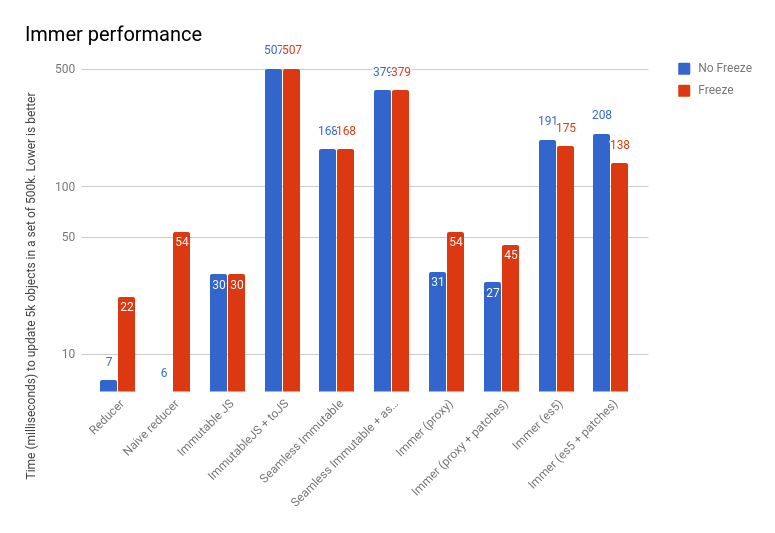 Immer performance
Time (milliseconds) to update 5k objects in a set of 500k. Lower is better
500
100
50
10
7
22
6
54
30
30
507
507
168
168
379
379
31
54
27
45
191
175
208
138
Reducer
Naive reducer
Immutable JS
ImmutableJS + toJS
Seamless Immutable
Seamless Immutable + as...
Immer (proxy)
Immer (proxy + patches)
Immer (es5)
Immer (es5 + patches)
No Freeze
Freeze